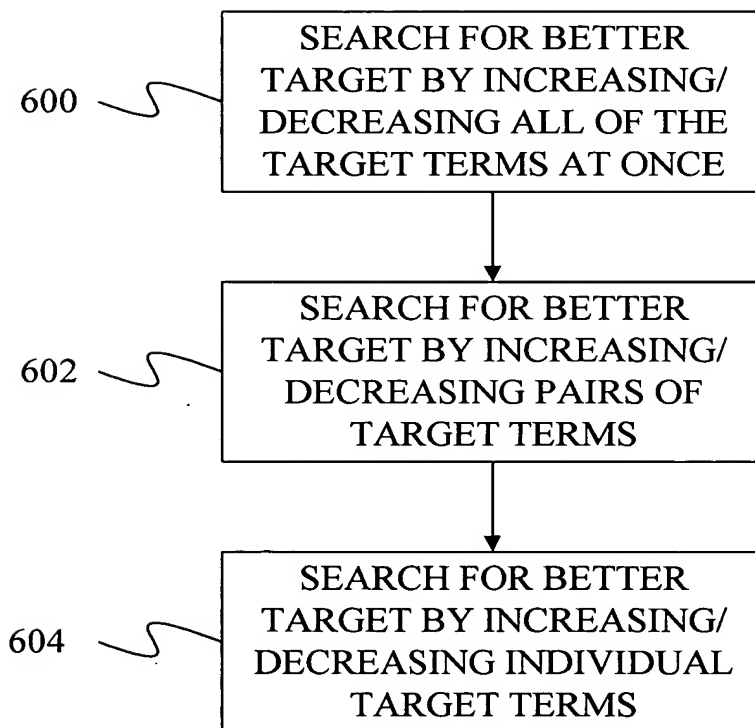 600
SEARCH FOR BETTER
TARGET BY INCREASING/
DECREASING ALL OF THE
TARGET TERMS AT ONCE
602
SEARCH FOR BETTER
TARGET BY INCREASING/
DECREASING PAIRS OF
TARGET TERMS
604
SEARCH FOR BETTER
TARGET BY INCREASING/
DECREASING INDIVIDUAL
TARGET TERMS